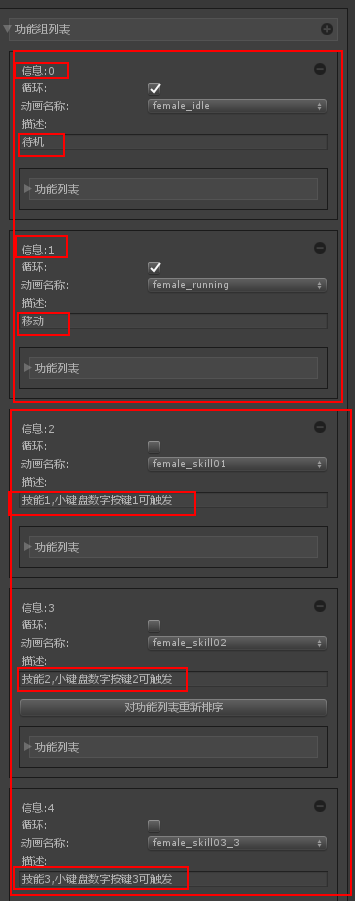 功能组列表
信息:0
循环:
动画名称: female_idle
描述:
待机
功能列表
信息:1
循环:
动画名称: female_running
描述:
移动
功能列表
信息:2
循环:
动画名称: female_skill01
描述:
技能1,小键盘数字按键1可触发
功能列表
信息:3
循环:
动画名称: female_skill02
描述:
技能2,小键盘数字按键2可触发
对功能列表重新排序
功能列表
信息:4
循环:
动画名称: female_skill03_3
描述:
技能3,小键盘数字按键3可触发